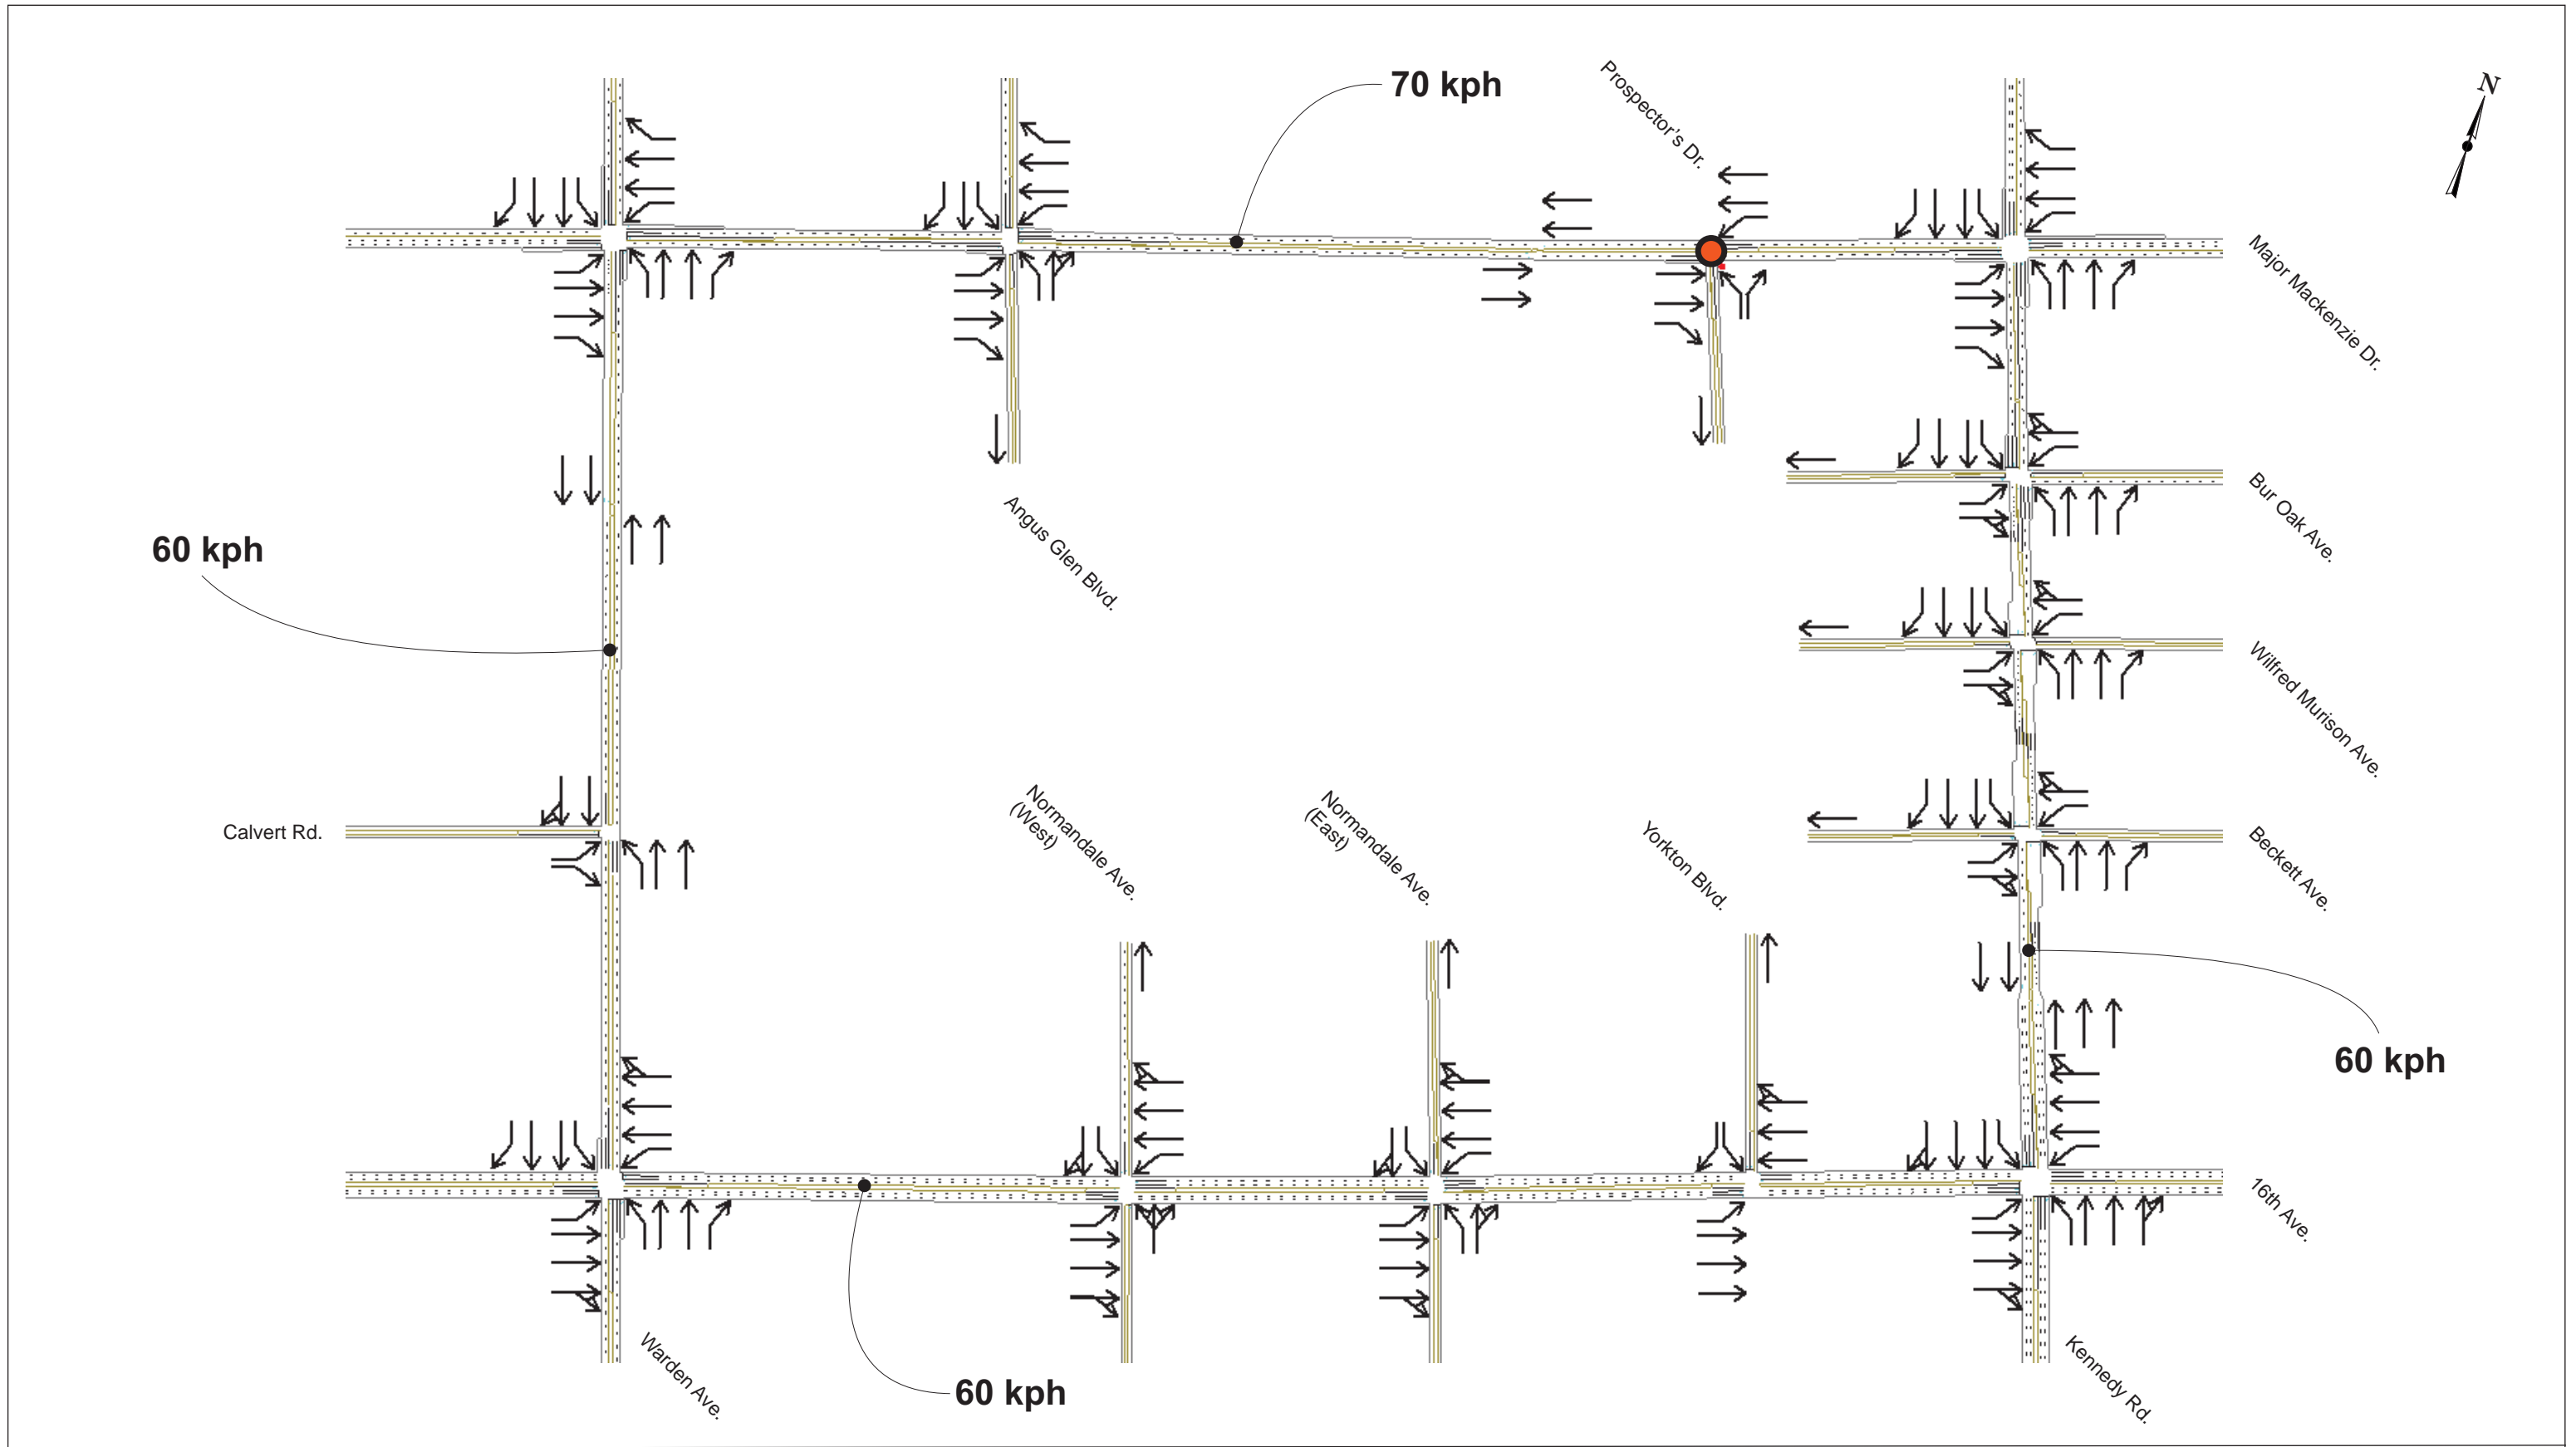 70 kph
Prospector's Dr.
N
Major Mackenzie Dr.
Angus Glen Blvd.
Bur Oak Ave.
60 kph
Wilfred Murison Ave.
Calvert Rd.
Normandale Ave.
(West)
Normandale Ave.
(East)
Yorkton Blvd.
Beckett Ave.
60 kph
16th Ave.
Warden Ave.
60 kph
Kennedy Rd.